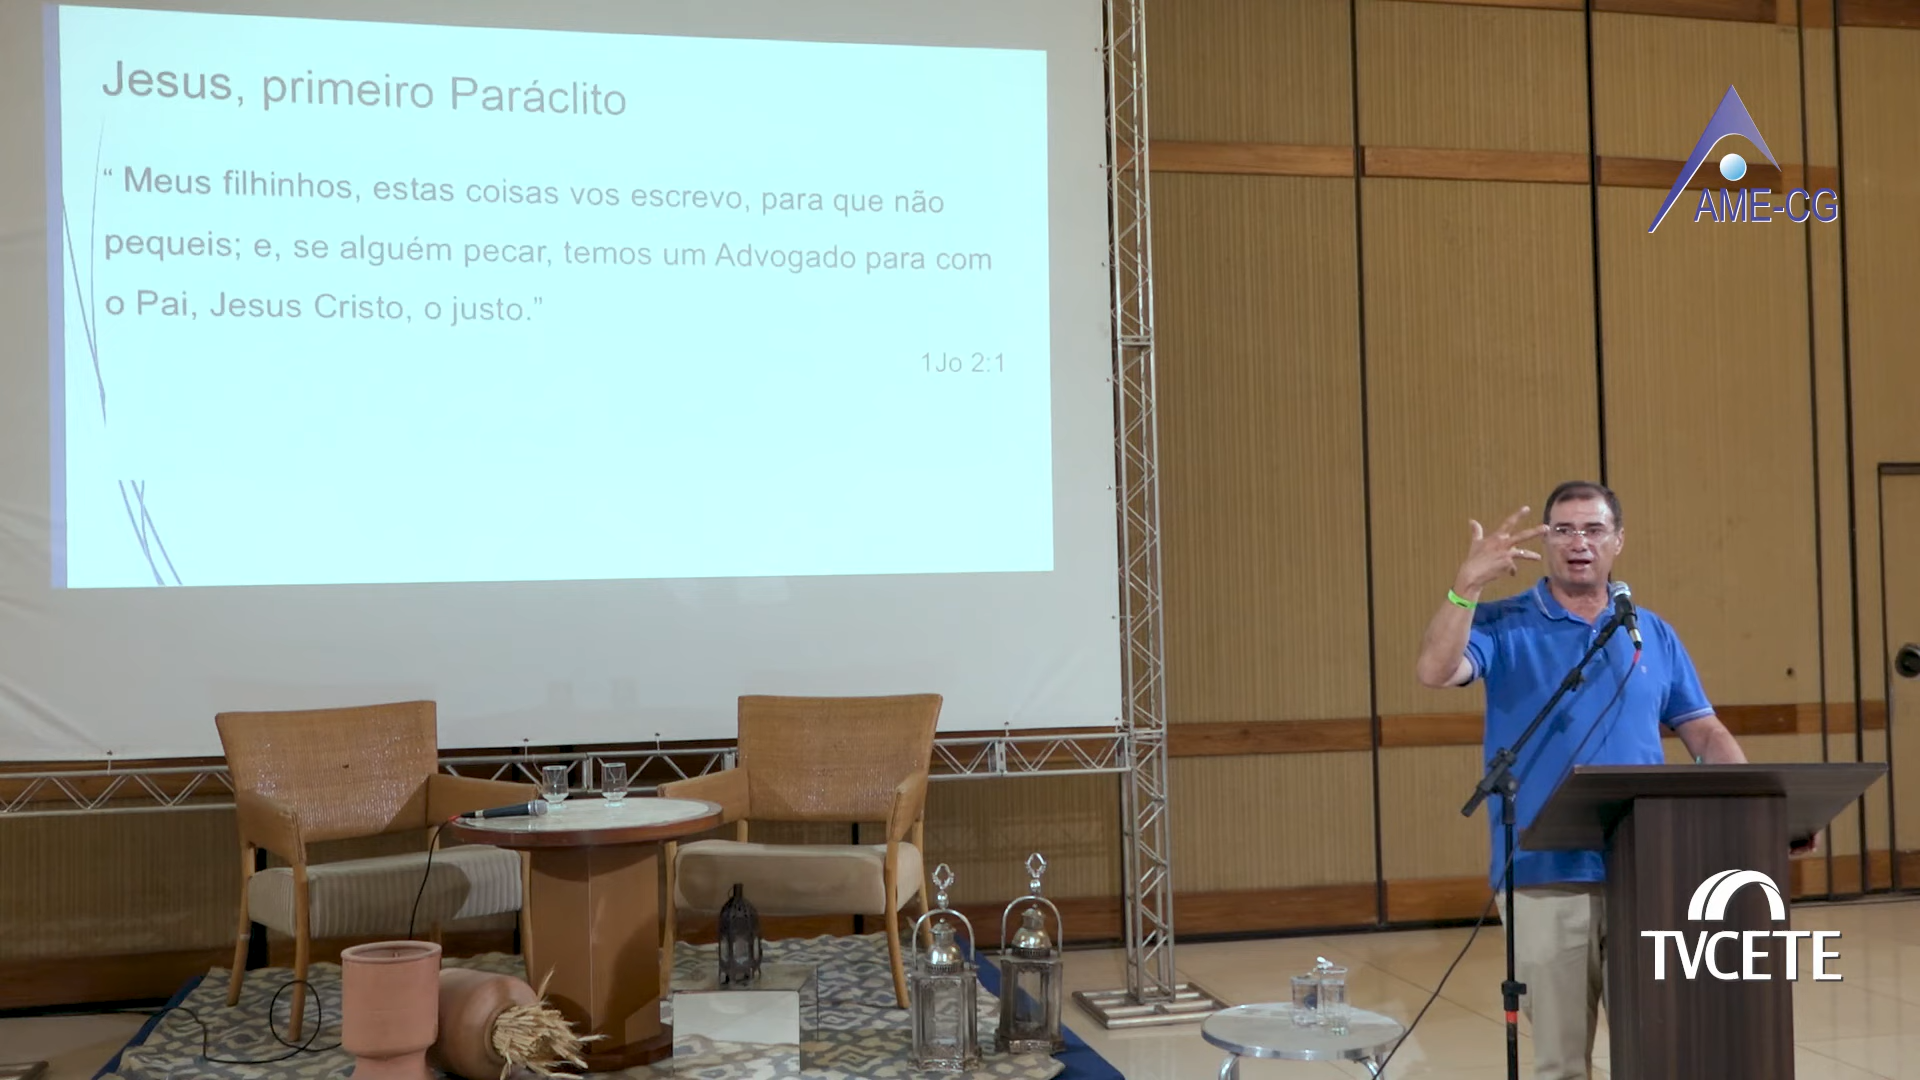 Jesus, primeiro Paráclito
“ Meus filhinhos, estas coisas vos escrevo, para que não
pequeis; e, se alguém pecar, temos um Advogado para com
o Pai, Jesus Cristo, o justo.”
1Jo 2:1
AME-CG
TVCETE